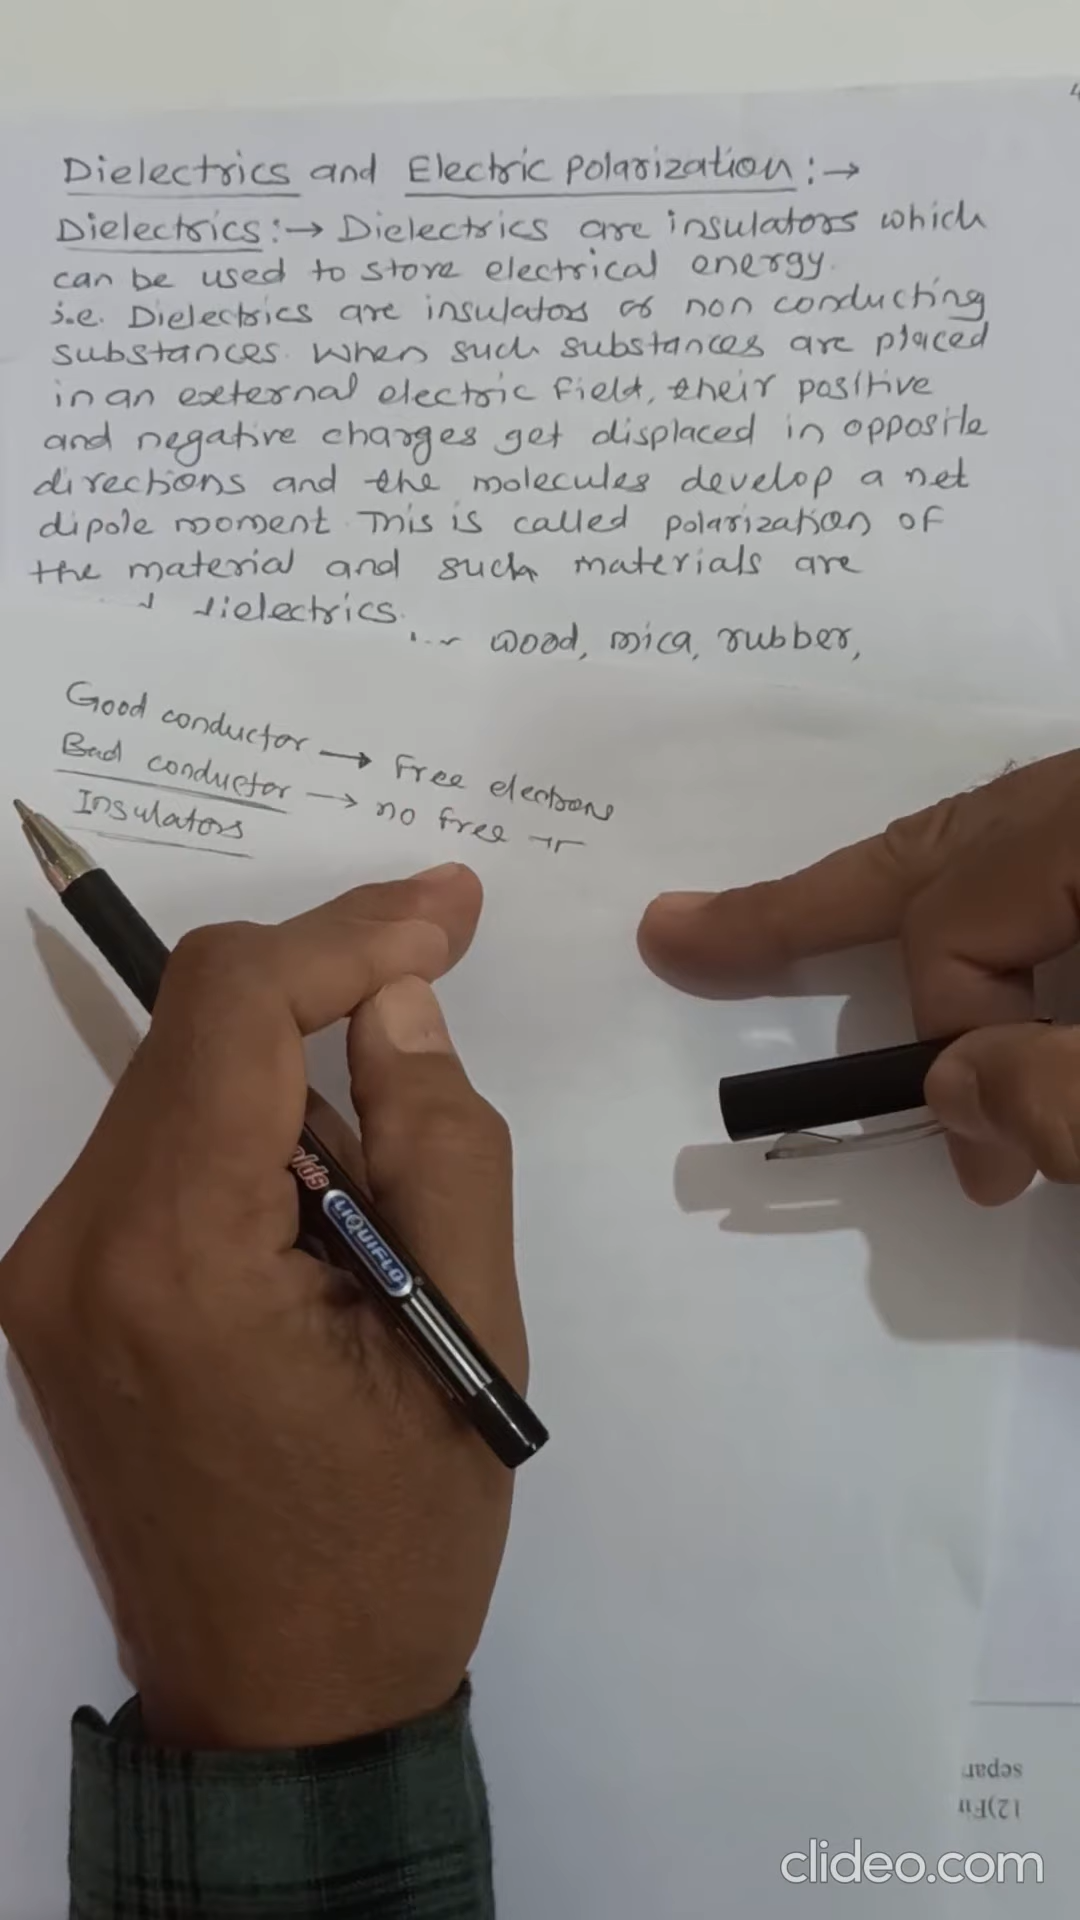 Dielectrics and Electric Polarization :→
Dielectrics :→ Dielectrics are insulators which
can be used to store electrical energy.
i.e. Dielectrics are insulators or non conducting
substances. When such substances are placed
in an external electric field, their positive
and negative charges get displaced in opposite
directions and the molecules develop a net
dipole moment. This is called polarization of
the material and such materials are
dielectrics.
wood, mica, rubber,
Good conductor → Free electrons
Bad conductor → no free
Insulators
LIQUIFLO
12)Fi
separ
clideo.com